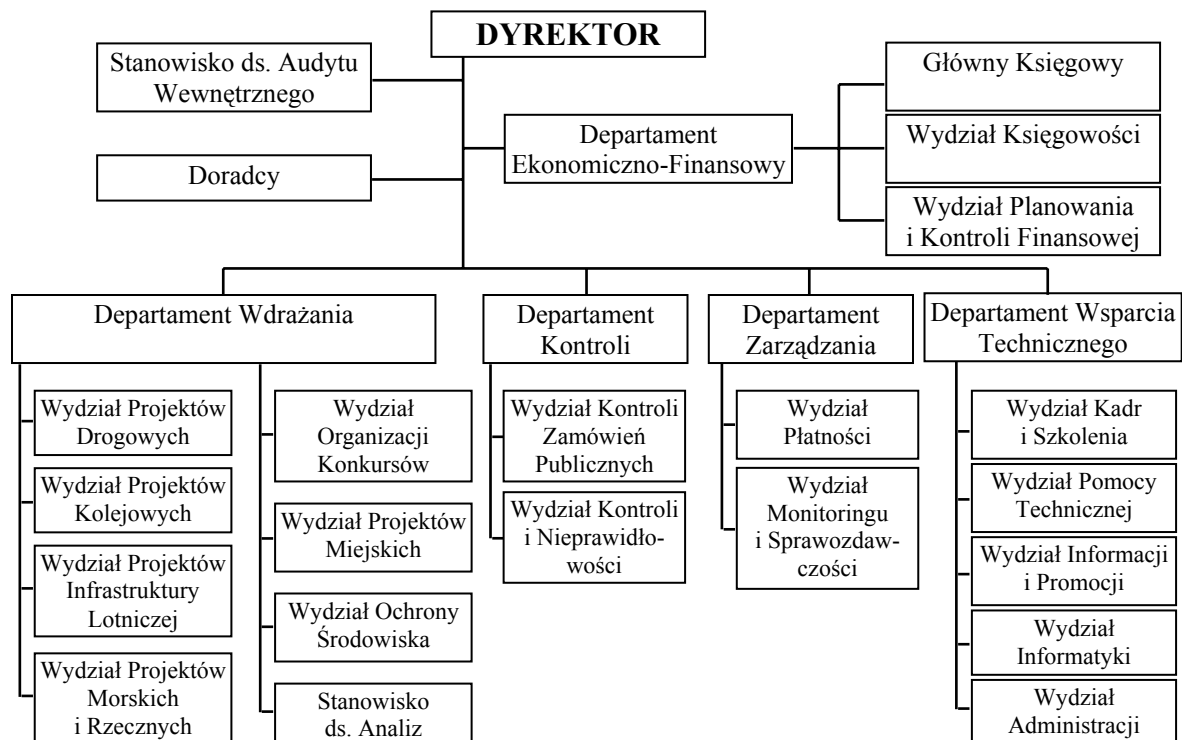 DYREKTOR
Stanowisko ds. Audytu
Wewnętrznego
Doradcy
Departament
Ekonomiczno-Finansowy
Główny Księgowy
Wydział Księgowości
Wydział Planowania
i Kontroli Finansowej
Departament Wdrażania
Wydział Projektów
Drogowych
Wydział Projektów
Kolejowych
Wydział Projektów
Infrastruktury
Lotniczej
Wydział Projektów
Morskich
i Rzecznych
Wydział
Organizacji
Konkursów
Wydział Projektów
Miejskich
Wydział Ochrony
Środowiska
Stanowisko
ds. Analiz
Departament
Kontroli
Wydział Kontroli
Zamówień
Publicznych
Wydział Kontroli
i Nieprawidło-
wości
Departament
Zarządzania
Wydział
Płatności
Wydział
Monitoringu
i Sprawozdaw-
czości
Departament Wsparcia
Technicznego
Wydział Kadr
i Szkolenia
Wydział Pomocy
Technicznej
Wydział Informacji
i Promocji
Wydział
Informatyki
Wydział
Administracji